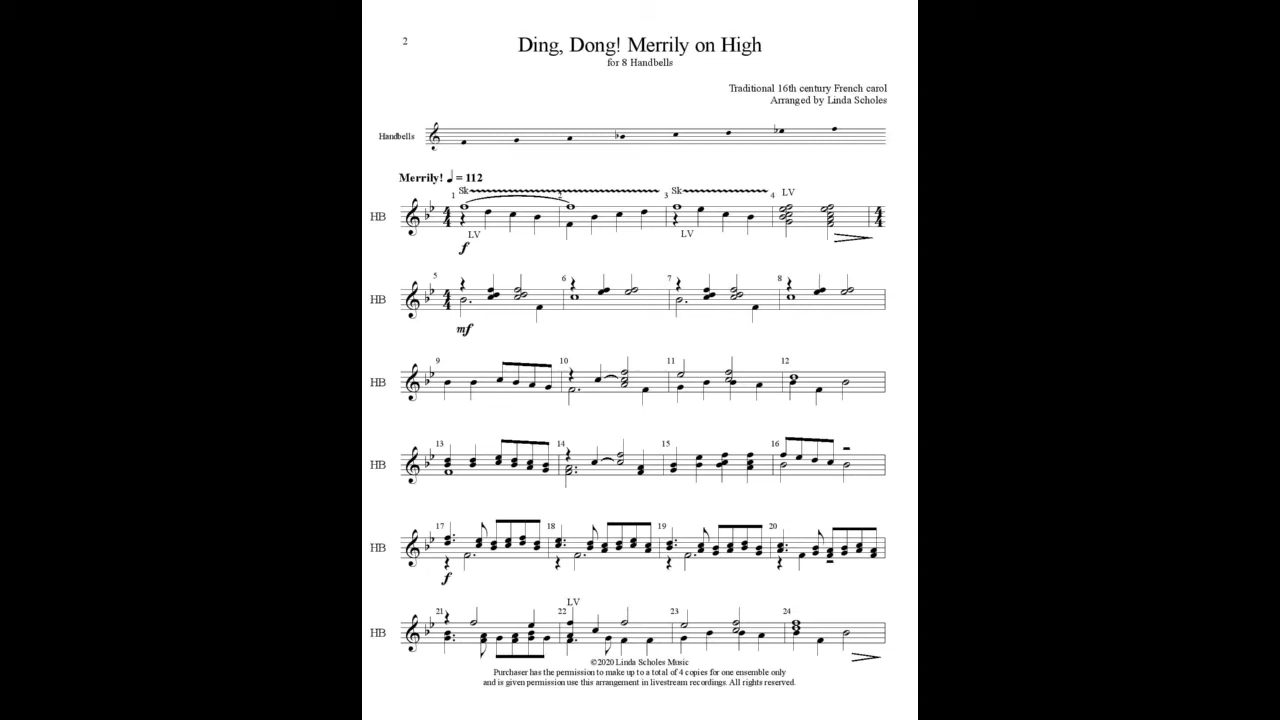 2
Ding, Dong! Merrily on High
for 8 Handbells
Traditional 16th century French carol
Arranged by Linda Scholes
Handbells
Merrily! ♩ = 112
1 Sk 2 3 Sk 4 LV
HB
LV LV
f
5 6 7 8
HB
mf
9 10 11 12
HB
13 14 15 16
HB
17 18 19 20
HB
f
LV
21 22 23 24
HB
©2020 Linda Scholes Music
Purchaser has the permission to make up to a total of 4 copies for one ensemble only
and is given permission use this arrangement in livestream recordings. All rights reserved.